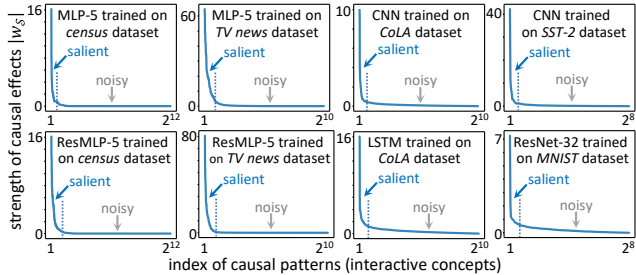 strength of causal effects |w_S|
16
MLP-5 trained on
census dataset
salient
noisy
0
1
2^12
60
MLP-5 trained on
TV news dataset
salient
noisy
0
1
2^10
10
CNN trained on
CoLA dataset
salient
noisy
0
1
2^10
40
CNN trained
on SST-2 dataset
salient
noisy
0
1
2^8
16
ResMLP-5 trained
on census dataset
salient
noisy
0
1
2^12
80
ResMLP-5 trained
on TV news dataset
salient
noisy
0
1
2^10
16
LSTM trained on
CoLA dataset
salient
noisy
0
1
2^10
7
ResNet-32 trained
on MNIST dataset
salient
noisy
0
1
2^8
index of causal patterns (interactive concepts)